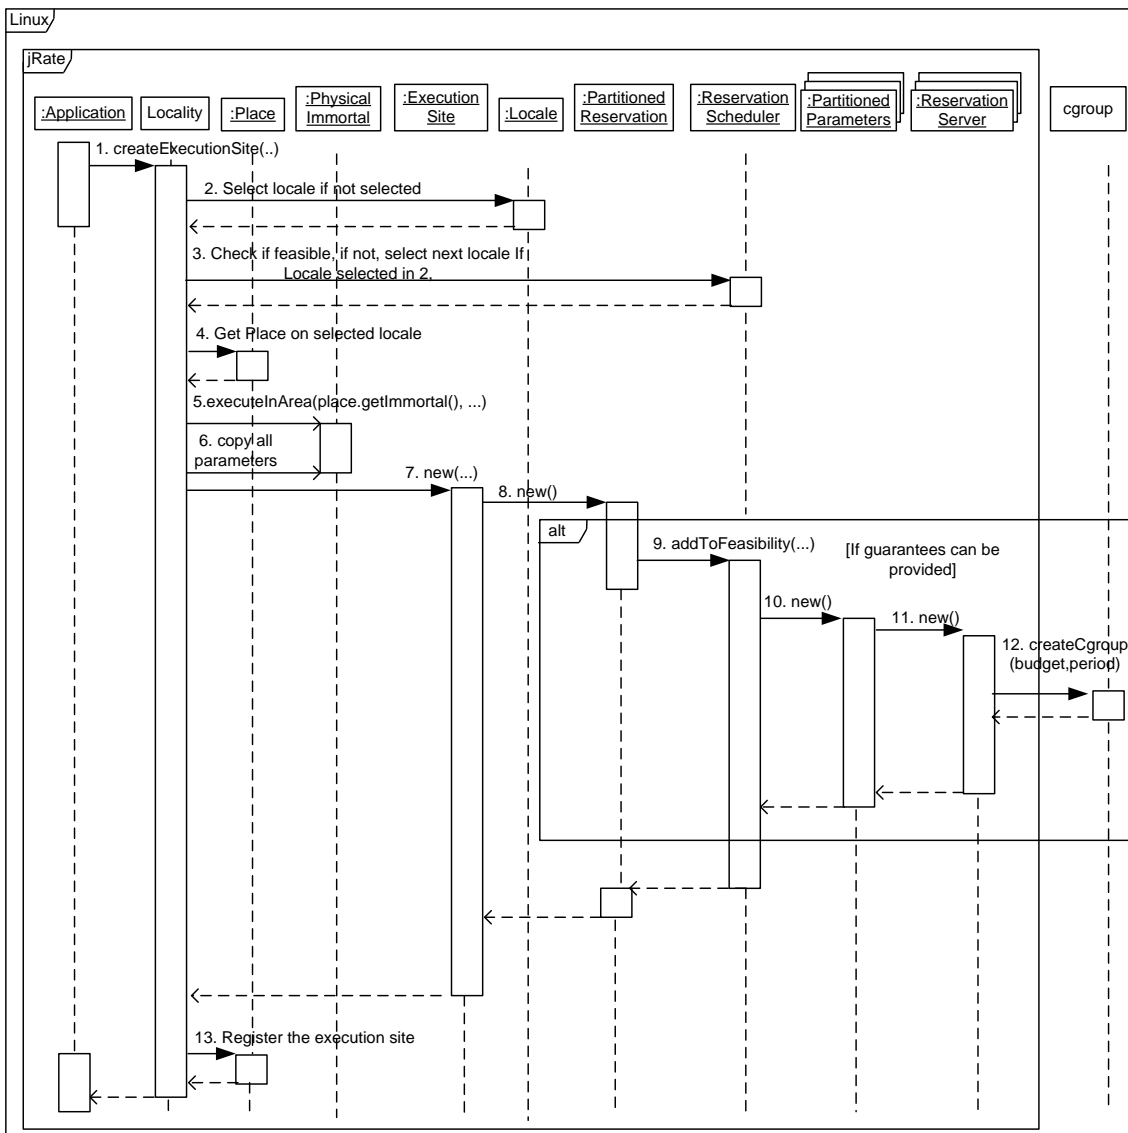 Linux
jRate
:Application
Locality
:Place
:Physical
Immortal
:Execution
Site
:Locale
:Partitioned
Reservation
:Reservation
Scheduler
:Partitioned
Parameters
:Reservation
Server
cgroup
1. createExecutionSite(..)
2. Select locale if not selected
3. Check if feasible, if not, select next locale If
Locale selected in 2,
4. Get Place on selected locale
5.executeInArea(place.getImmortal(), ...)
6. copy all
parameters
7. new(...)
8. new()
alt
9. addToFeasibility(...)
[If guarantees can be
provided]
10. new()
11. new()
12. createCgroup
(budget,period)
13. Register the execution site